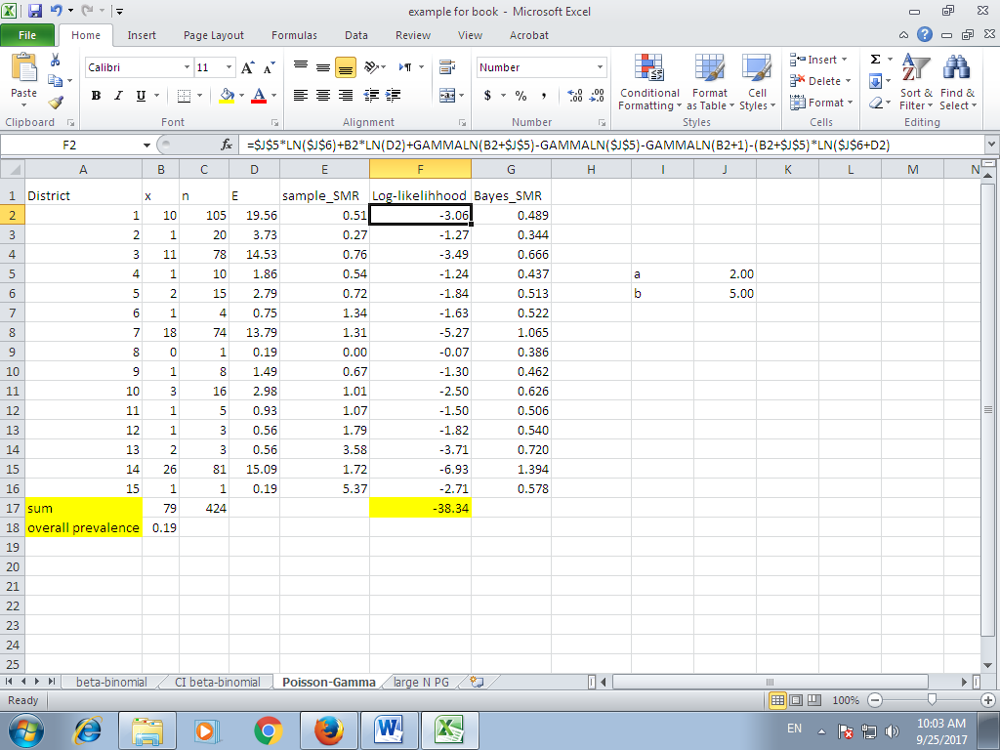 example for book - Microsoft Excel
File Home Insert Page Layout Formulas Data Review View Acrobat
Paste
Calibri 11
B I U
Number
$ % ,
Conditional Formatting
Format as Table
Cell Styles
Insert
Delete
Format
Sort & Filter
Find & Select
Clipboard Font Alignment Number Styles Cells Editing
F2 fx =$J$5*LN($J$6)+B2*LN(D2)+GAMMALN(B2+$J$5)-GAMMALN($J$5)-GAMMALN(B2+1)-(B2+$J$5)*LN($J$6+D2)
A B C D E F G H I J K L M N
1 District x n E sample_SMR Log-likelihhood Bayes_SMR
2 1 10 105 19.56 0.51 -3.06 0.489
3 2 1 20 3.73 0.27 -1.27 0.344
4 3 11 78 14.53 0.76 -3.49 0.666
5 4 1 10 1.86 0.54 -1.24 0.437 a 2.00
6 5 2 15 2.79 0.72 -1.84 0.513 b 5.00
7 6 1 4 0.75 1.34 -1.63 0.522
8 7 18 74 13.79 1.31 -5.27 1.065
9 8 0 1 0.19 0.00 -0.07 0.386
10 9 1 8 1.49 0.67 -1.30 0.462
11 10 3 16 2.98 1.01 -2.50 0.626
12 11 1 5 0.93 1.07 -1.50 0.506
13 12 1 3 0.56 1.79 -1.82 0.540
14 13 2 3 0.56 3.58 -3.71 0.720
15 14 26 81 15.09 1.72 -6.93 1.394
16 15 1 1 0.19 5.37 -2.71 0.578
17 sum 79 424 -38.34
18 overall prevalence 0.19
19
20
21
22
23
24
25
beta-binomial CI beta-binomial Poisson-Gamma large N PG
Ready 100%
EN 10:03 AM
9/25/2017